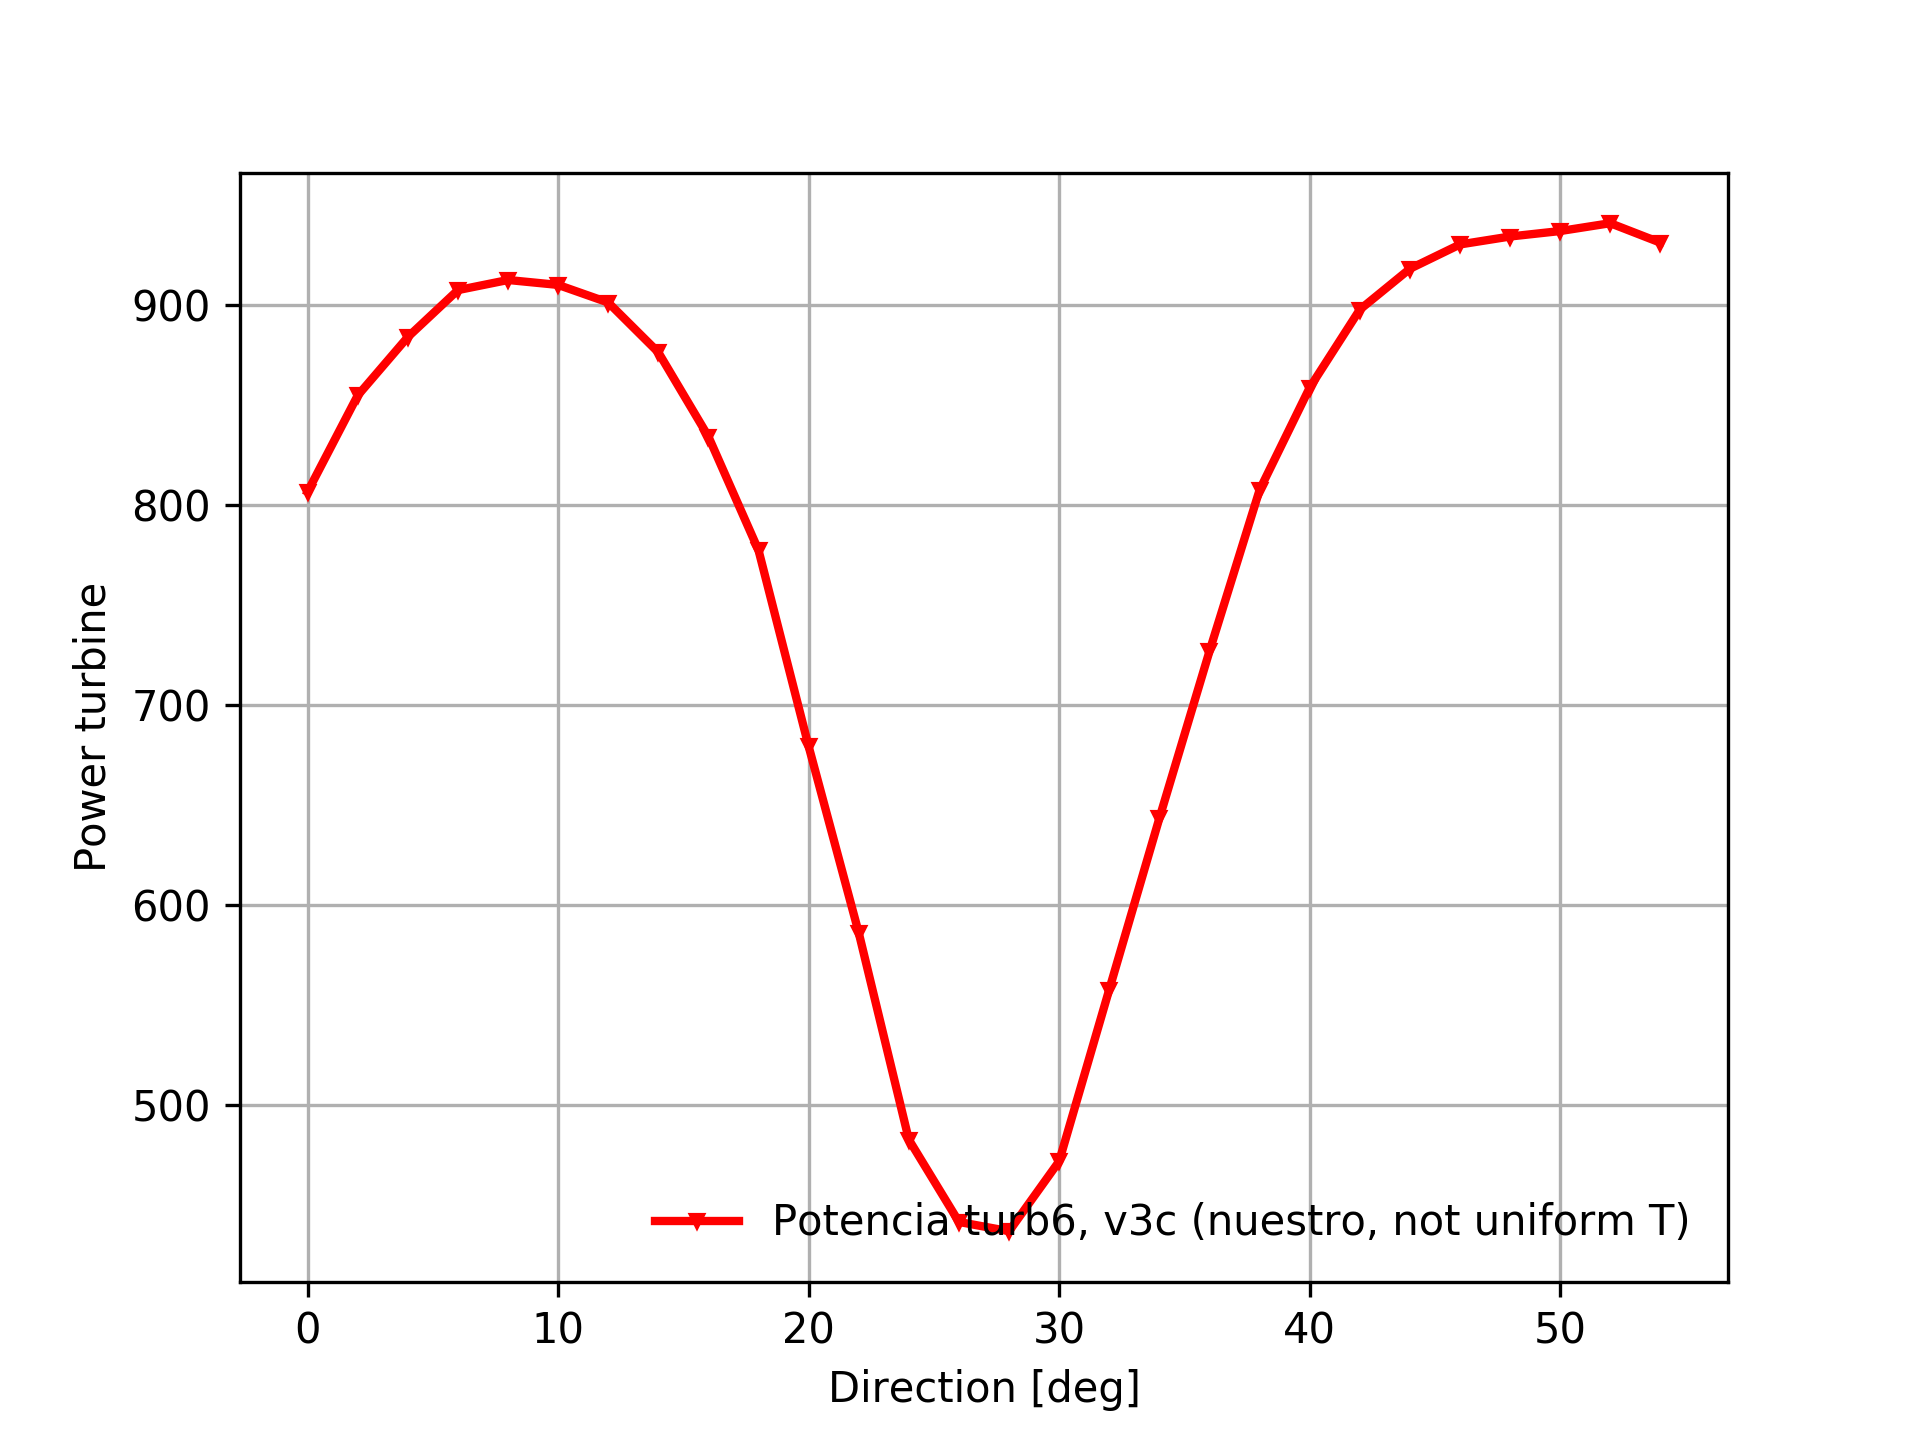 900
800
700
600
500
Power turbine
Potencia turb6, v3c (nuestro, not uniform T)
0 10 20 30 40 50
Direction [deg]